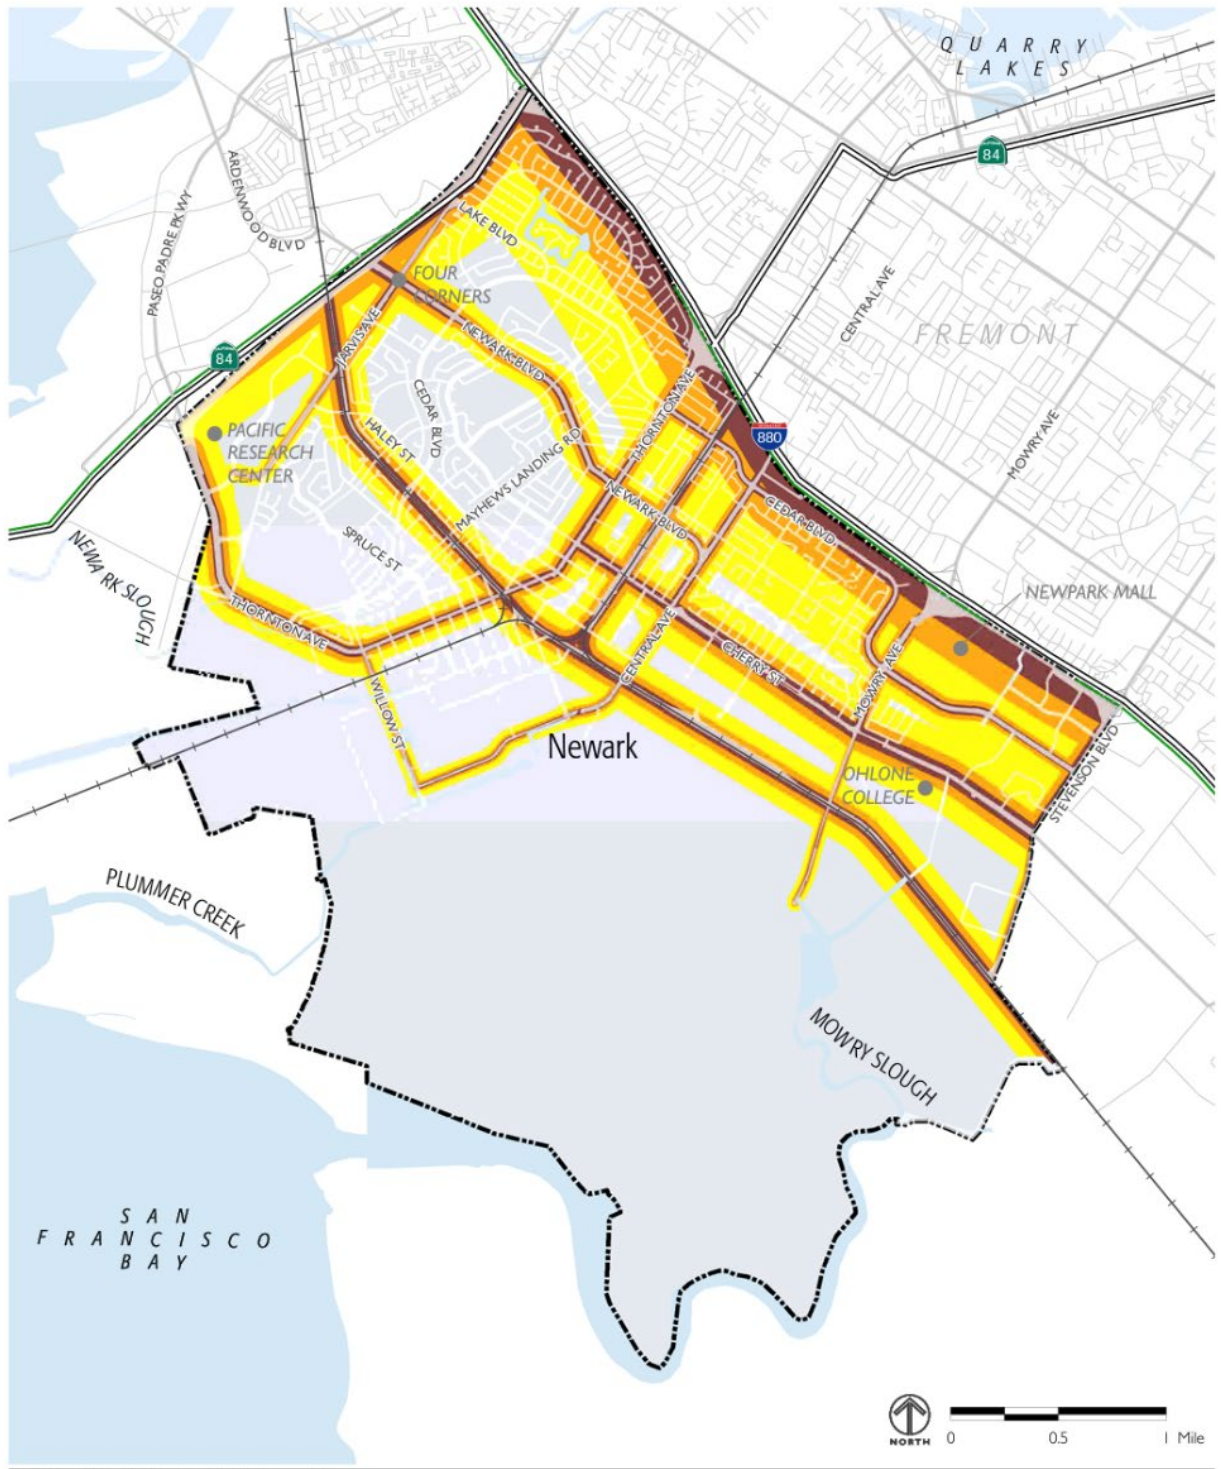 QUARRY
LAKES
84
ARDENWOOD BLVD
PASEO PADRE PKWY
LAKE BLVD
FOUR
CORNERS
CENTRAL AVE
FREMONT
84
JARVIS AVE
NEWARK BLVD
CEDAR BLVD
THORNTON AVE
MOWRY AVE
880
PACIFIC
RESEARCH
CENTER
HALEY ST
MAYHEWS LANDING RD
NEWARK BLVD
CEDAR BLVD
SPRUCE ST
NEWARK SLOUGH
NEWPARK MALL
THORNTON AVE
CENTRAL AVE
CHERRY ST
MOWRY AVE
WILLOW ST
Newark
OHLONE
COLLEGE
STEVENSON BLVD
PLUMMER CREEK
MOWRY SLOUGH
SAN
FRANCISCO
BAY
NORTH
0 0.5 1 Mile